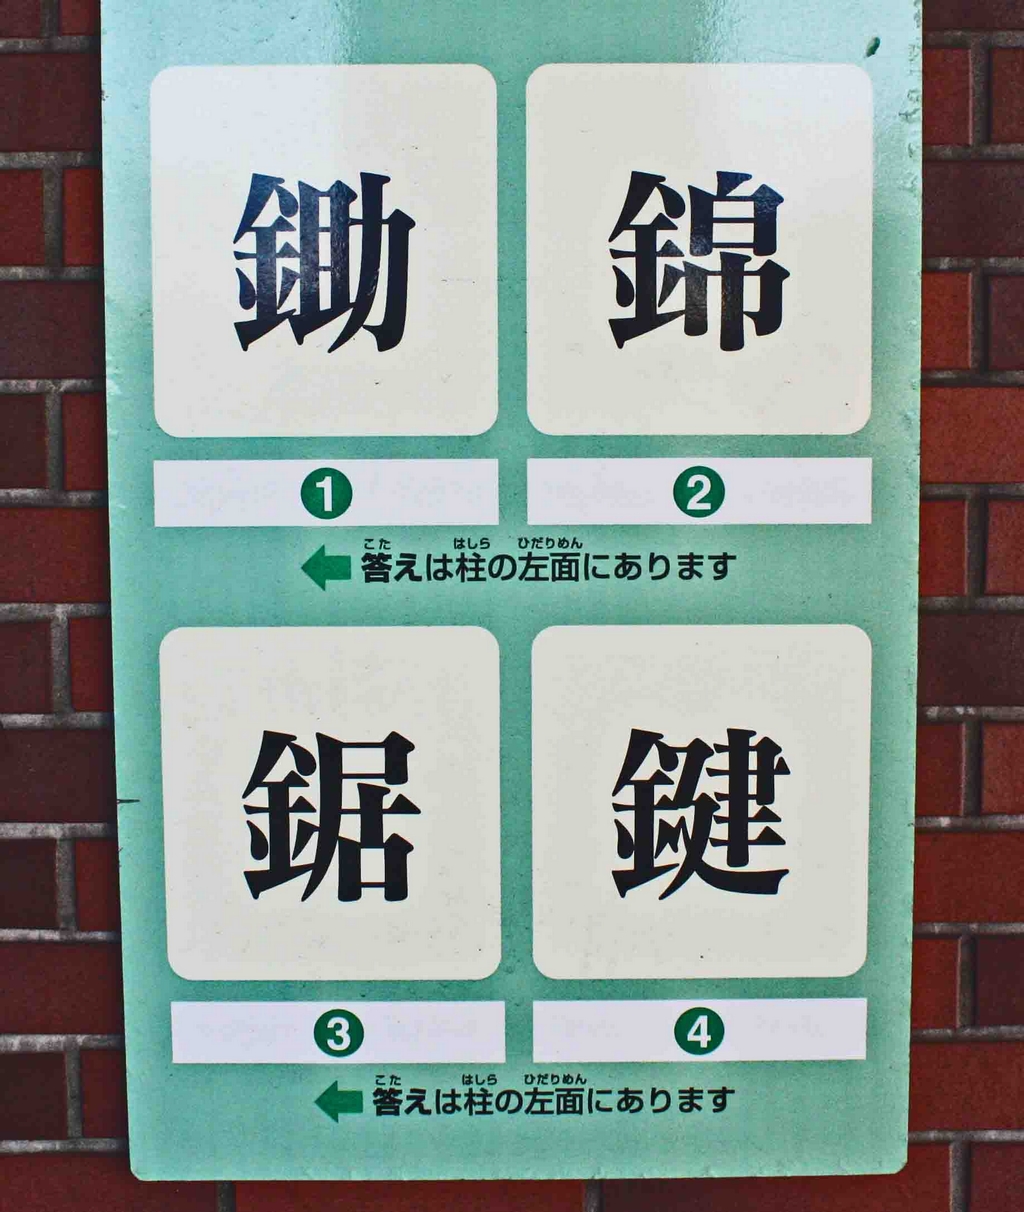 鋤 錦
1 2
こた はしら ひだりめん
答えは柱の左面にあります
鋸 鍵
3 4
こた はしら ひだりめん
答えは柱の左面にあります